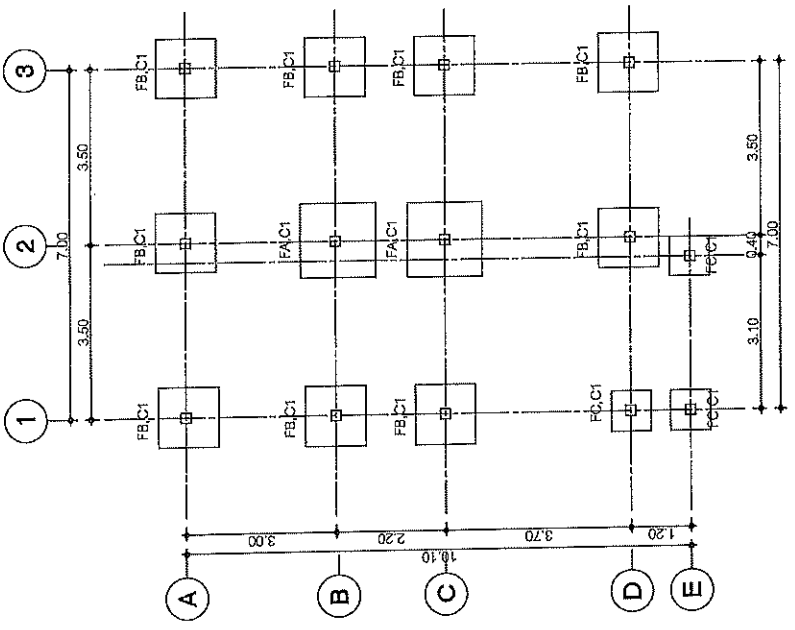 3
2
1
7.00
3.50
3.50
FB,C1
FB,C1
FB,C1
FB,C1
FB,C1
FA,C1
FA,C1
FB,C1
FC,C1
FB,C1
FB,C1
FB,C1
FC,C1
FC,C1
3.50
0.40
3.10
7.00
3.00
2.20
3.70
1.20
10.10
A
B
C
D
E